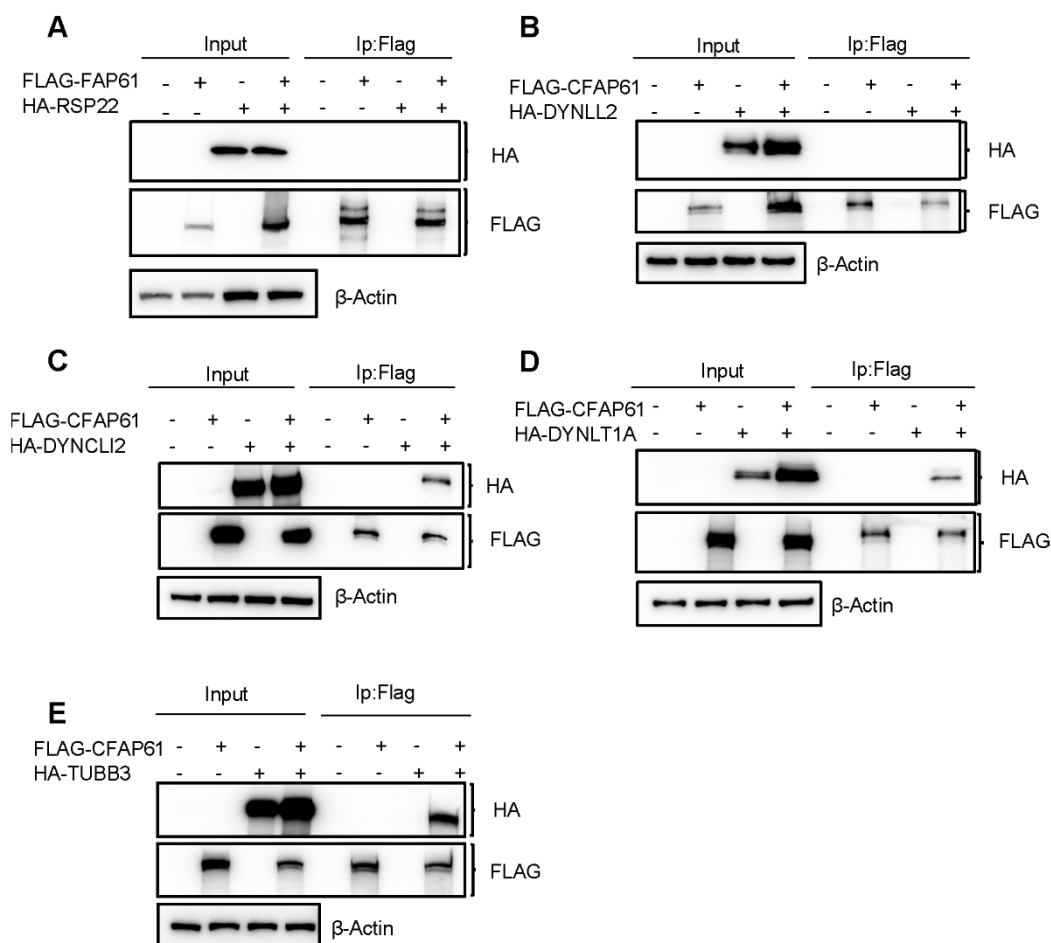 A
Input Ip:Flag
FLAG-FAP61 - + - + - + - +
HA-RSP22 - - + + - - + +
HA
FLAG
β-Actin
B
Input Ip:Flag
FLAG-CFAP61 - + - + - + - +
HA-DYNLL2 - - + + - - + +
HA
FLAG
β-Actin
C
Input Ip:Flag
FLAG-CFAP61 - + - + - + - +
HA-DYNCLI2 - - + + - - + +
HA
FLAG
β-Actin
D
Input Ip:Flag
FLAG-CFAP61 - + - + - + - +
HA-DYNLT1A - - + + - - + +
HA
FLAG
β-Actin
E
Input Ip:Flag
FLAG-CFAP61 - + - + - + - +
HA-TUBB3 - - + + - - + +
HA
FLAG
β-Actin